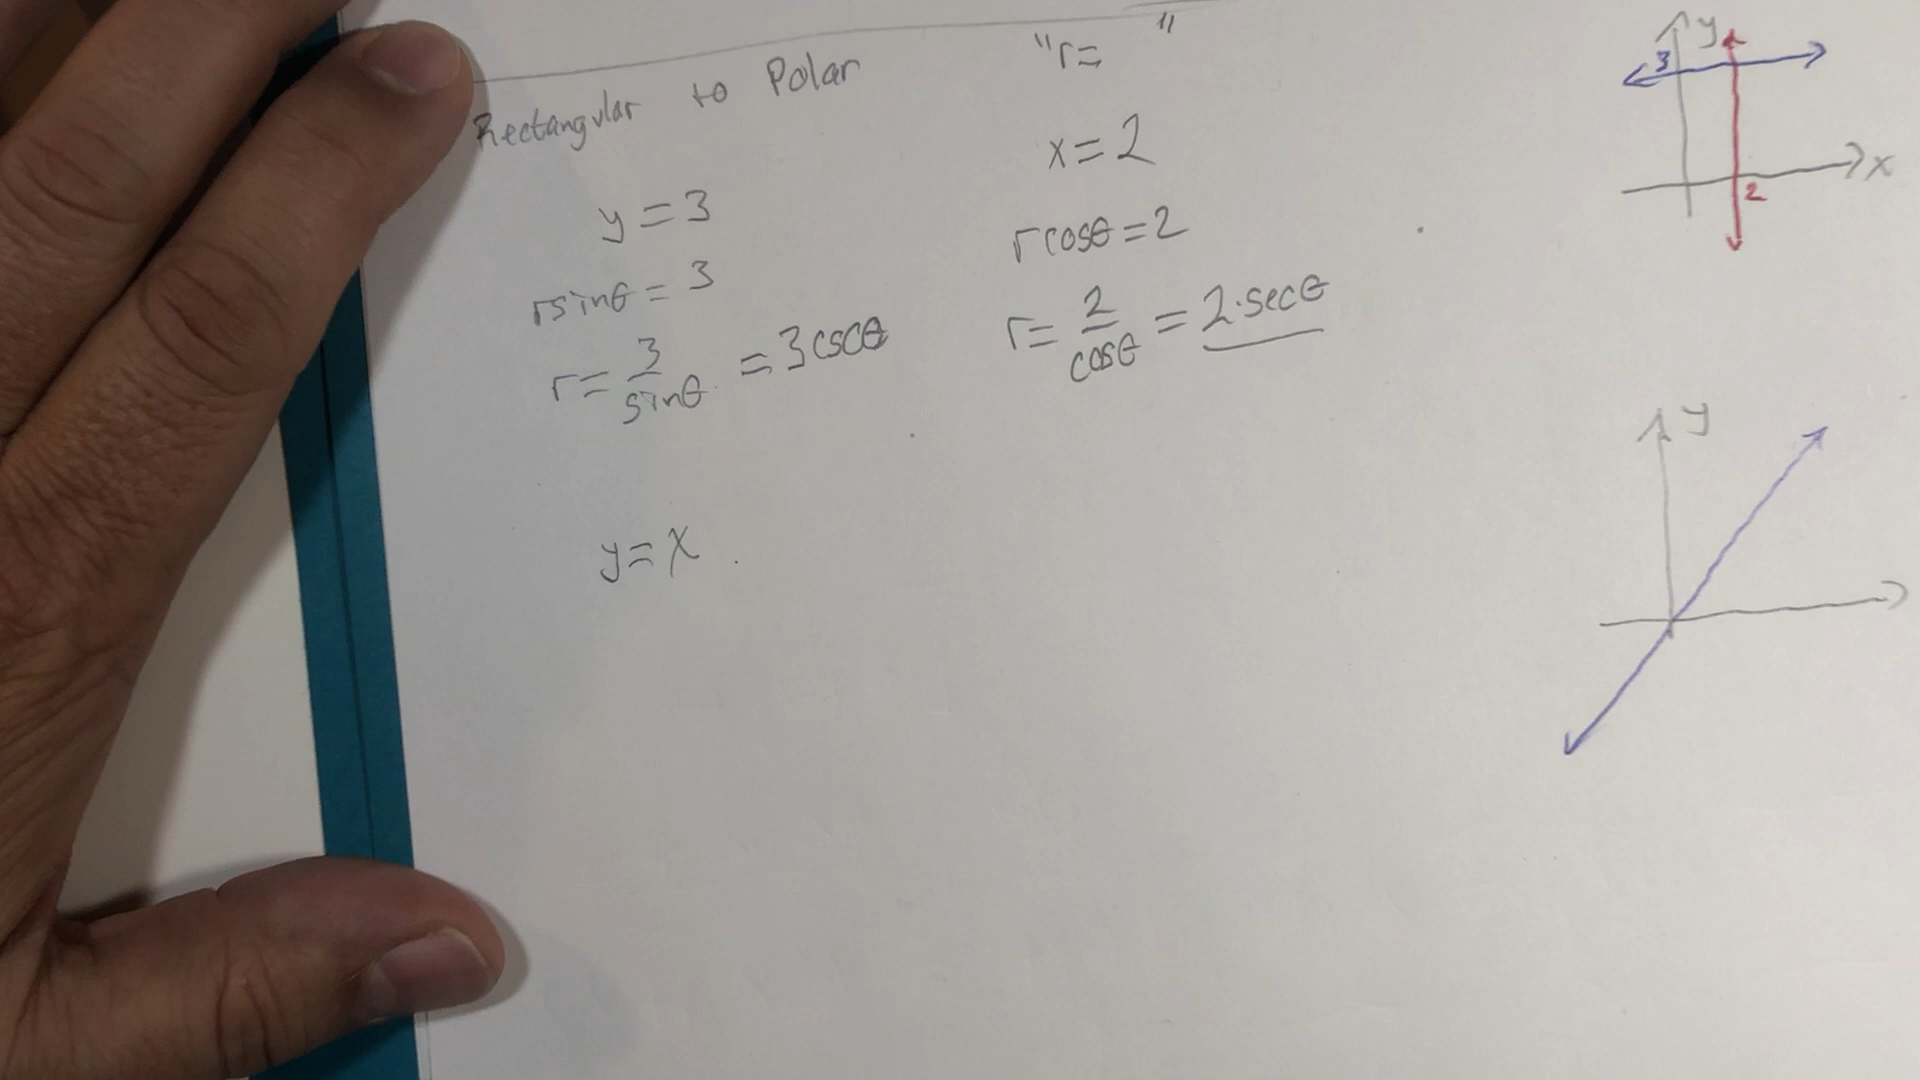 Rectangular to Polar "r= "
y = 3
rsinθ = 3
r = 3/sinθ = 3cscθ
x = 2
rcosθ = 2
r = 2/cosθ = 2·secθ
y = x
y
3
x
2
y